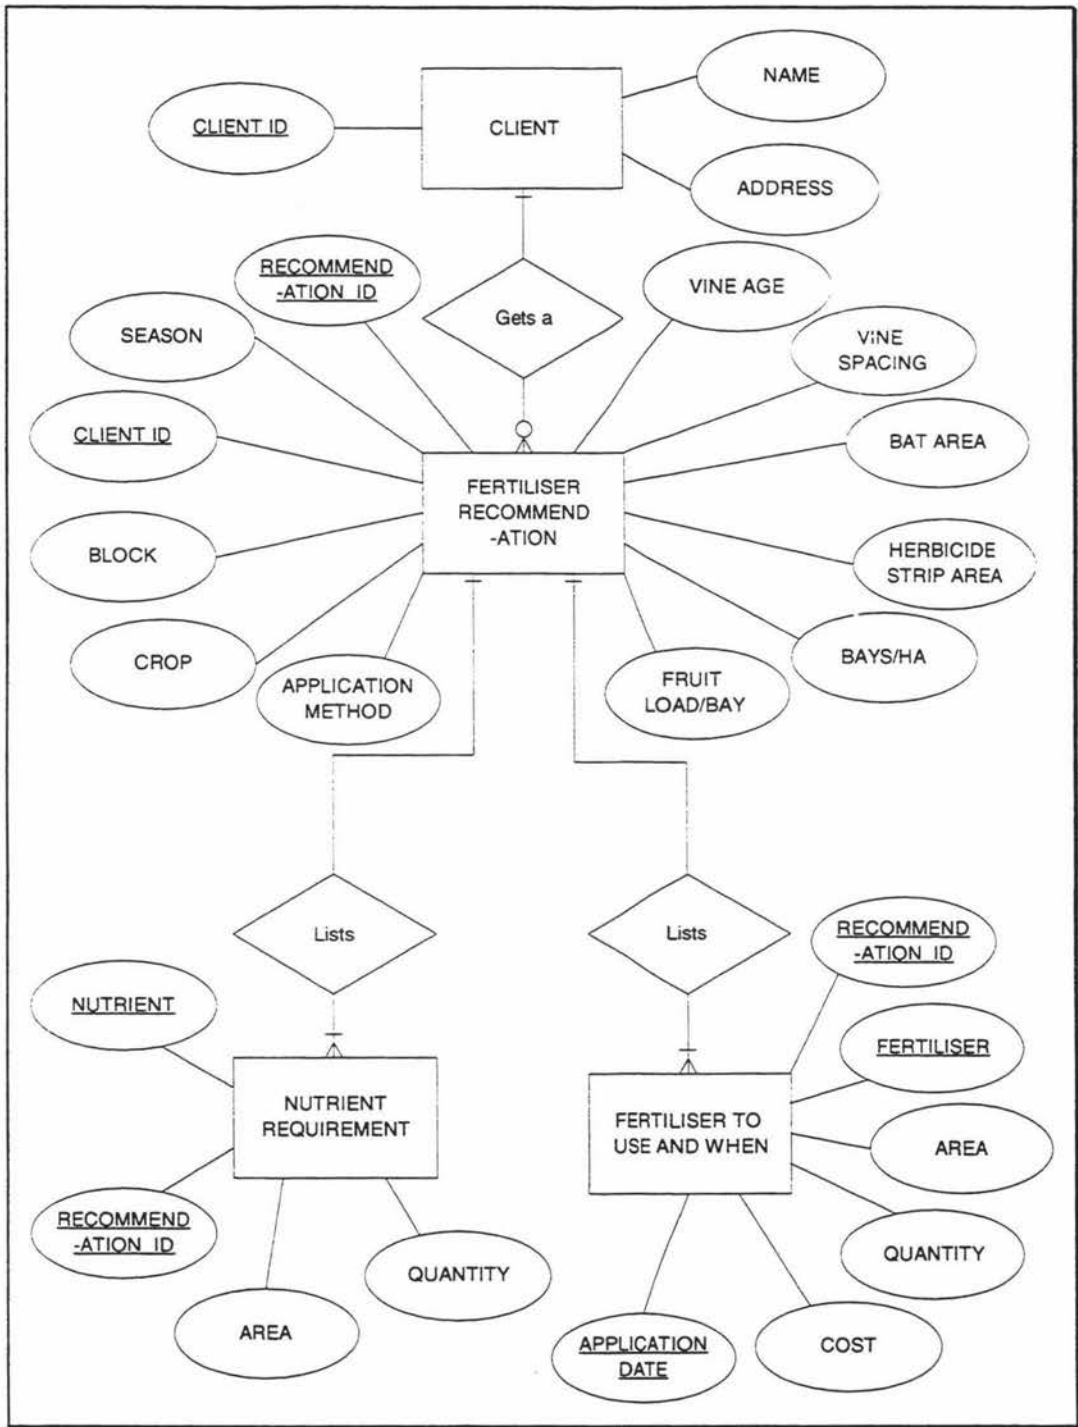 NAME
CLIENT ID
CLIENT
ADDRESS
RECOMMEND
-ATION ID
VINE AGE
Gets a
SEASON
VINE
SPACING
CLIENT ID
BAT AREA
FERTILISER
RECOMMEND
-ATION
BLOCK
HERBICIDE
STRIP AREA
CROP
BAYS/HA
APPLICATION
METHOD
FRUIT
LOAD/BAY
Lists
Lists
RECOMMEND
-ATION ID
NUTRIENT
FERTILISER
NUTRIENT
REQUIREMENT
FERTILISER TO
USE AND WHEN
AREA
RECOMMEND
-ATION ID
QUANTITY
QUANTITY
AREA
APPLICATION
DATE
COST